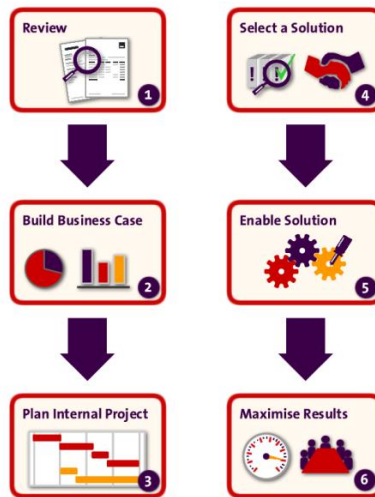 Review
1
Build Business Case
2
Plan Internal Project
3
Select a Solution
! !
4
Enable Solution
5
Maximise Results
6